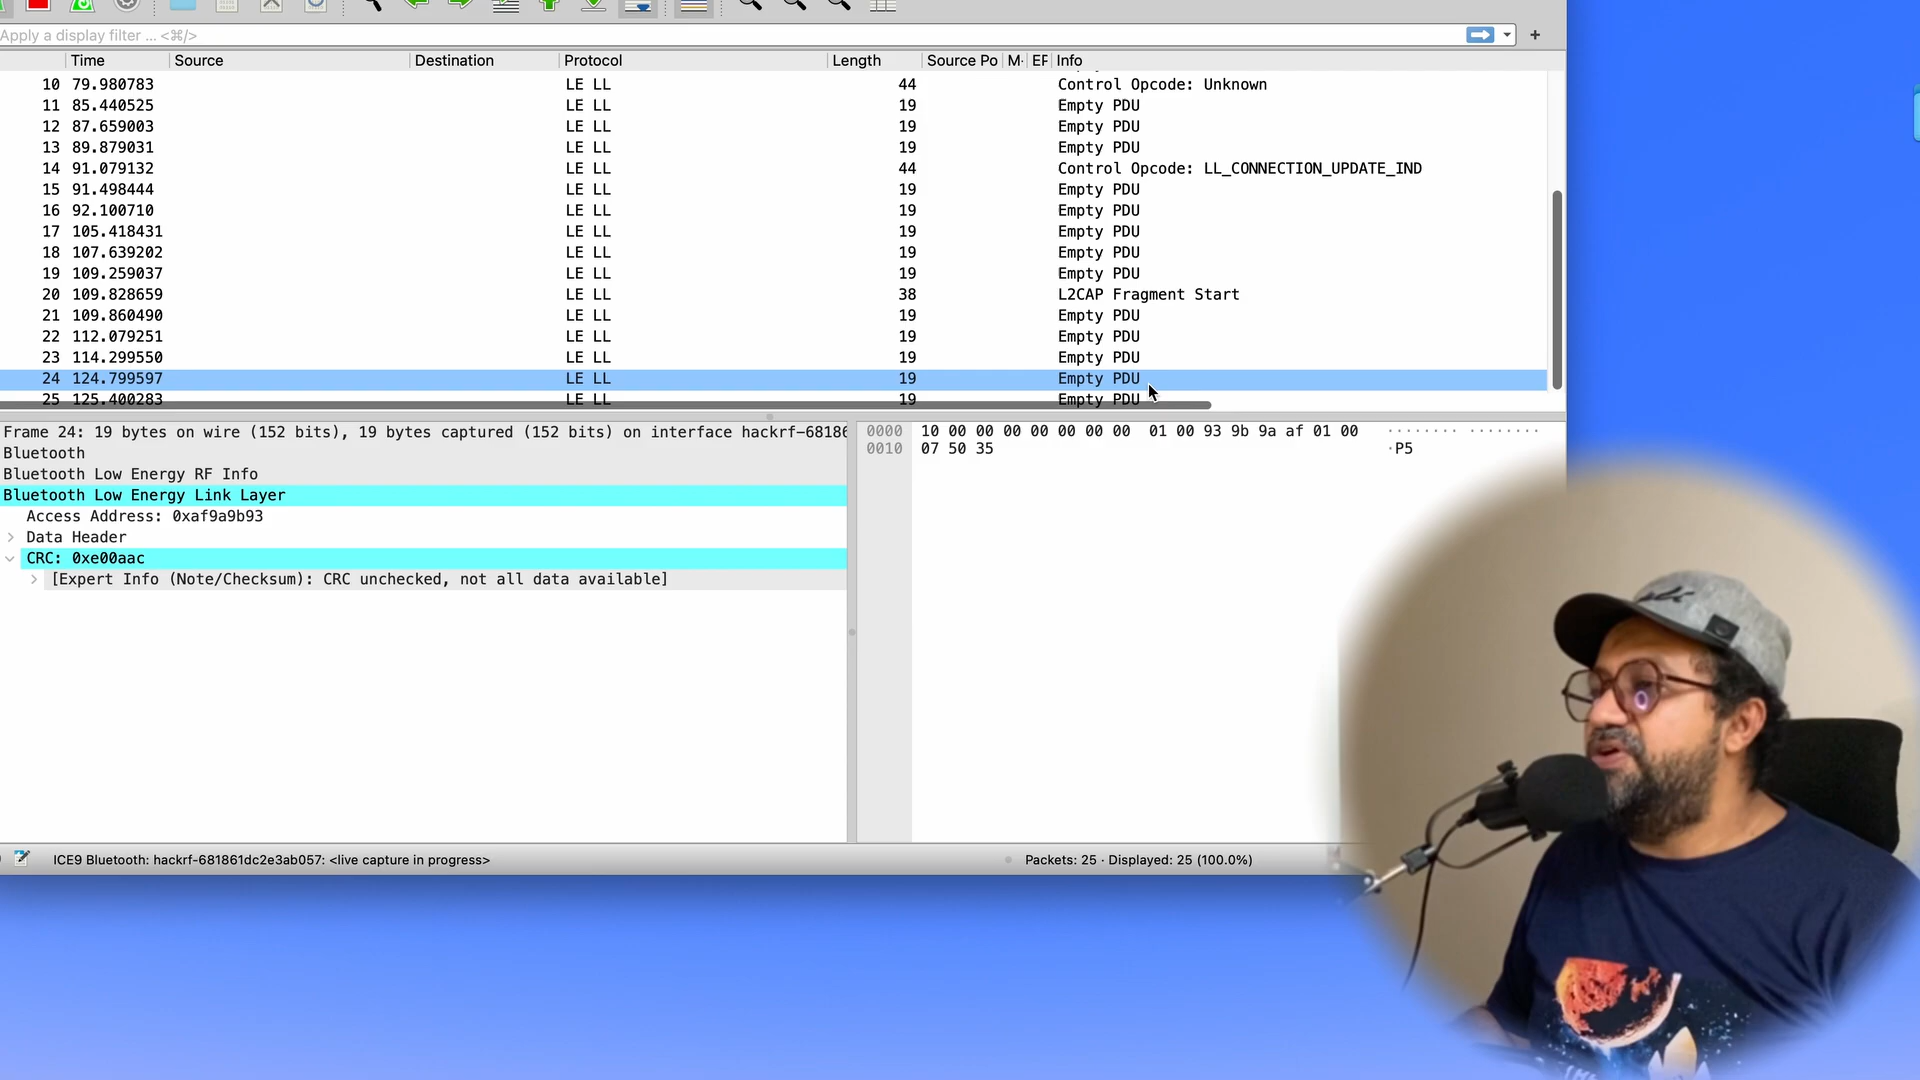 Apply a display filter ... <⌘/>
+
Time Source Destination Protocol Length Source Po M· EF Info
10 79.980783 LE LL 44 Control Opcode: Unknown
11 85.440525 LE LL 19 Empty PDU
12 87.659003 LE LL 19 Empty PDU
13 89.879031 LE LL 19 Empty PDU
14 91.079132 LE LL 44 Control Opcode: LL_CONNECTION_UPDATE_IND
15 91.498444 LE LL 19 Empty PDU
16 92.100710 LE LL 19 Empty PDU
17 105.418431 LE LL 19 Empty PDU
18 107.639202 LE LL 19 Empty PDU
19 109.259037 LE LL 19 Empty PDU
20 109.828659 LE LL 38 L2CAP Fragment Start
21 109.860490 LE LL 19 Empty PDU
22 112.079251 LE LL 19 Empty PDU
23 114.299550 LE LL 19 Empty PDU
24 124.799597 LE LL 19 Empty PDU
25 125.400283 LE LL 19 Empty PDU
Frame 24: 19 bytes on wire (152 bits), 19 bytes captured (152 bits) on interface hackrf-6818
Bluetooth
Bluetooth Low Energy RF Info
Bluetooth Low Energy Link Layer
Access Address: 0xaf9a9b93
Data Header
CRC: 0xe00aac
[Expert Info (Note/Checksum): CRC unchecked, not all data available]
0000 10 00 00 00 00 00 00 00 01 00 93 9b 9a af 01 00 ········ ········
0010 07 50 35 ·P5
ICE9 Bluetooth: hackrf-681861dc2e3ab057: <live capture in progress>
Packets: 25 · Displayed: 25 (100.0%)